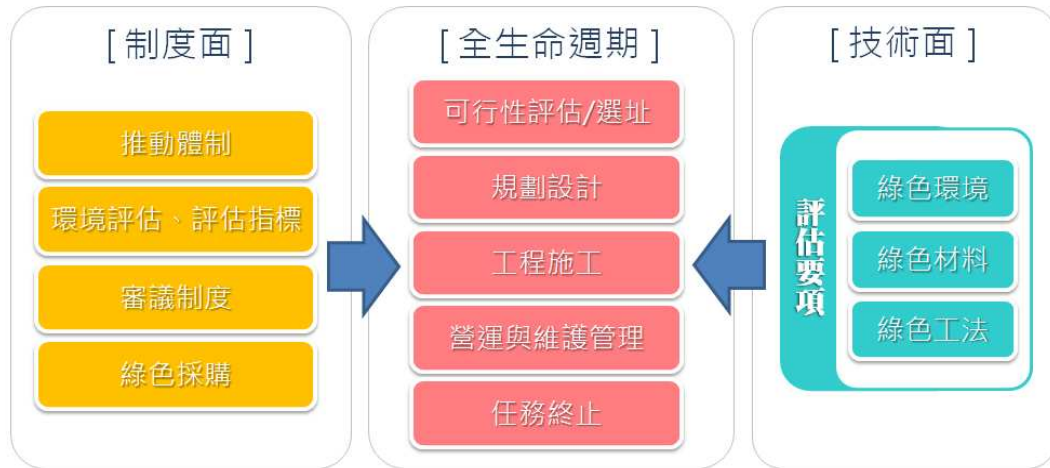 [ 制度面 ]
推動體制
環境評估、評估指標
審議制度
綠色採購
[ 全生命週期 ]
可行性評估/選址
規劃設計
工程施工
營運與維護管理
任務終止
[ 技術面 ]
評估要項
綠色環境
綠色材料
綠色工法